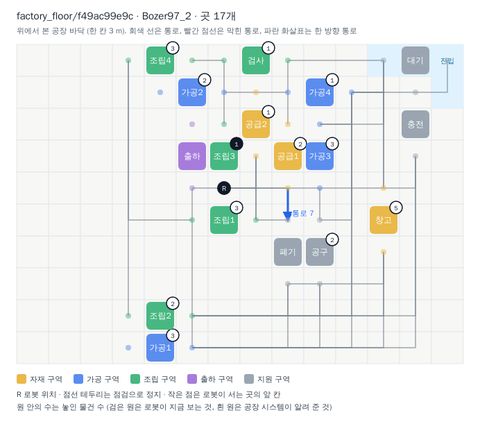 factory_floor/f49ac99e9c · Bozer97_2 · 곳 17개
위에서 본 공장 바닥 (한 칸 3 m). 회색 선은 통로, 빨간 점선은 막힌 통로, 파란 화살표는 한 방향 통로
조립4 3 검사 1 대기 진입
가공2 2 가공4 1
공급2 1 충전
출하 조립3 1 공급1 2 가공3 3
R
조립1 3 통로 7 창고 5
폐기 공구 2
조립2 2
가공1 3
자재 구역 가공 구역 조립 구역 출하 구역 지원 구역
R 로봇 위치 · 점선 테두리는 점검으로 정지 · 작은 점은 로봇이 서는 곳의 앞 칸
원 안의 수는 놓인 물건 수 (검은 원은 로봇이 지금 보는 것, 흰 원은 공장 시스템이 알려 준 것)